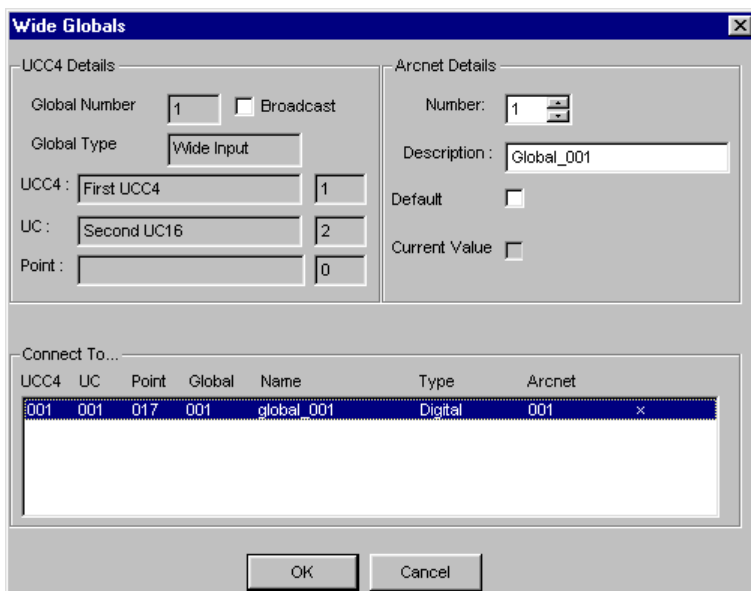 Wide Globals
UCC4 Details
Global Number 1 Broadcast
Global Type Wide Input
UCC4 : First UCC4 1
UC : Second UC16 2
Point : 0
Arcnet Details
Number: 1
Description : Global_001
Default
Current Value
Connect To...
UCC4 UC Point Global Name Type Arcnet
001 001 017 001 global_001 Digital 001 ×
OK Cancel